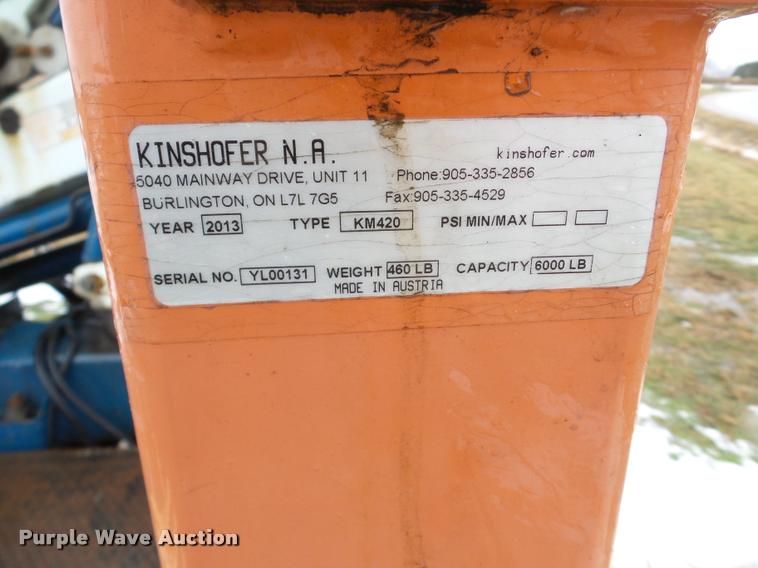 KINSHOFER N.A. kinshofer.com
5040 MAINWAY DRIVE, UNIT 11 Phone:905-335-2856
BURLINGTON, ON L7L 7G5 Fax:905-335-4529
YEAR 2013 TYPE KM420 PSI MIN/MAX
SERIAL NO. YL00131 WEIGHT 460 LB CAPACITY 6000 LB
MADE IN AUSTRIA
Purple Wave Auction